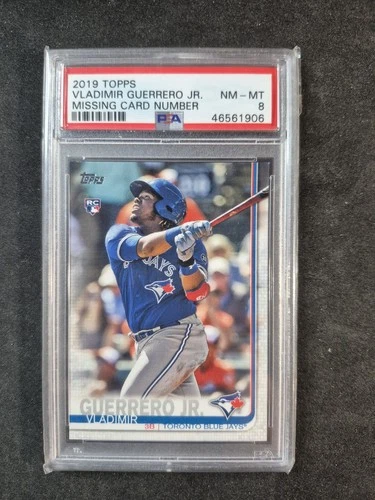 2019 TOPPS
VLADIMIR GUERRERO JR. NM-MT
MISSING CARD NUMBER 8
PSA 46561906
TOPPS
RC
JAYS
GUERRERO JR.
VLADIMIR
3B | TORONTO BLUE JAYS